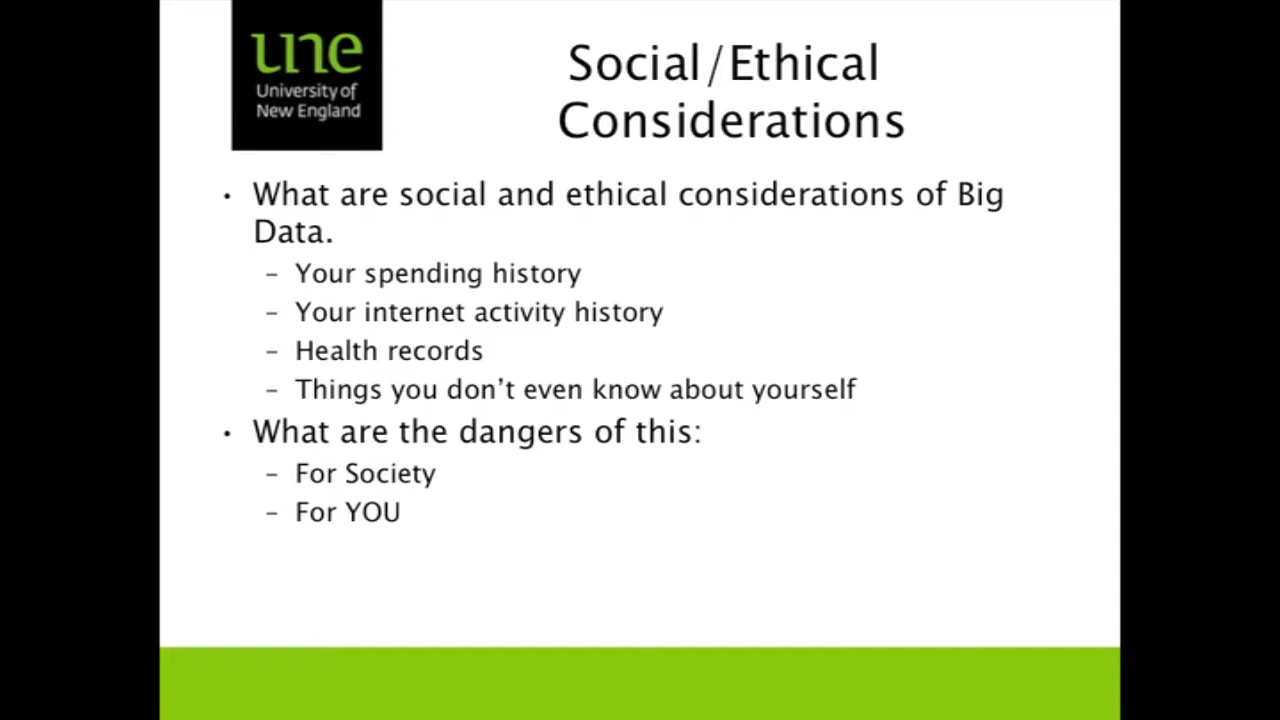 une
University of
New England
Social/Ethical
Considerations
• What are social and ethical considerations of Big
Data.
– Your spending history
– Your internet activity history
– Health records
– Things you don't even know about yourself
• What are the dangers of this:
– For Society
– For YOU